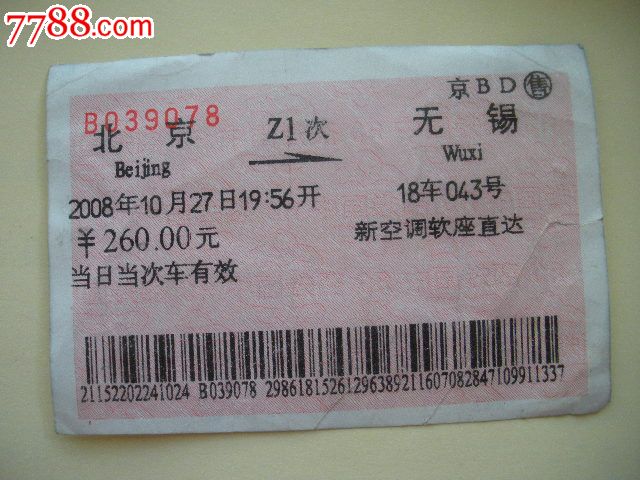 7788.com
京BD售
B039078
北京 Z1次 无锡
Beijing Wuxi
2008年10月27日19:56开 18车043号
￥260.00元 新空调软座直达
当日当次车有效
21152202241024 B039078 29861815261296389211607082847109911337